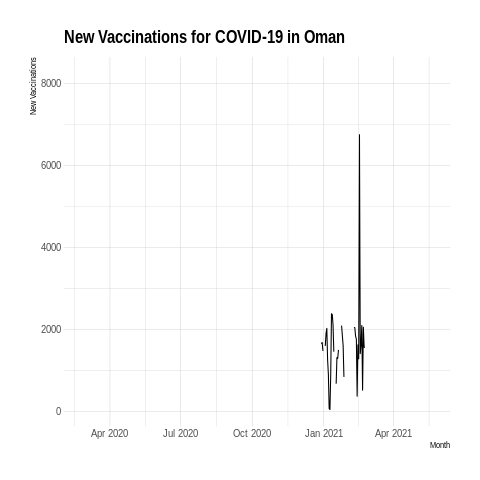 New Vaccinations for COVID-19 in Oman
New Vaccinations
8000
6000
4000
2000
0
Apr 2020 Jul 2020 Oct 2020 Jan 2021 Apr 2021
Month